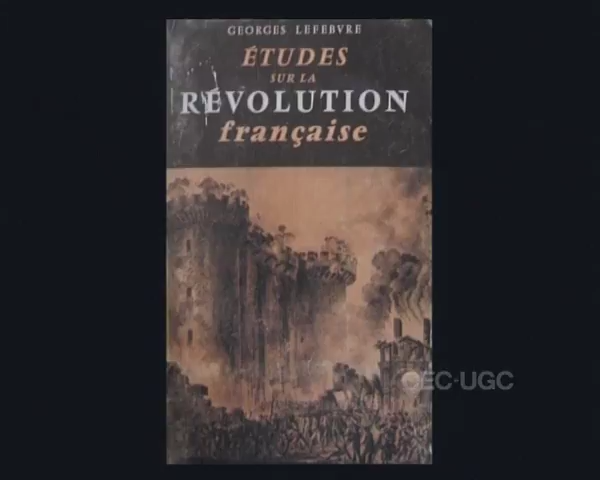 GEORGES LEFEBVRE
ÉTUDES
SUR LA
RÉVOLUTION
française
CEC-UGC